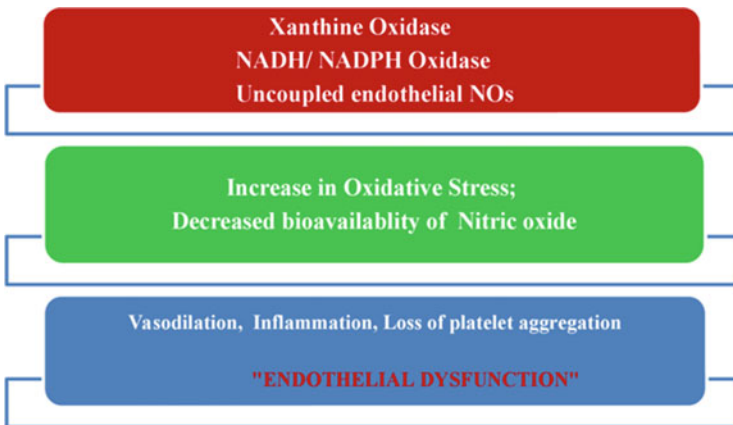 Xanthine Oxidase
NADH/ NADPH Oxidase
Uncoupled endothelial NOs
Increase in Oxidative Stress;
Decreased bioavailablity of Nitric oxide
Vasodilation, Inflammation, Loss of platelet aggregation
"ENDOTHELIAL DYSFUNCTION"